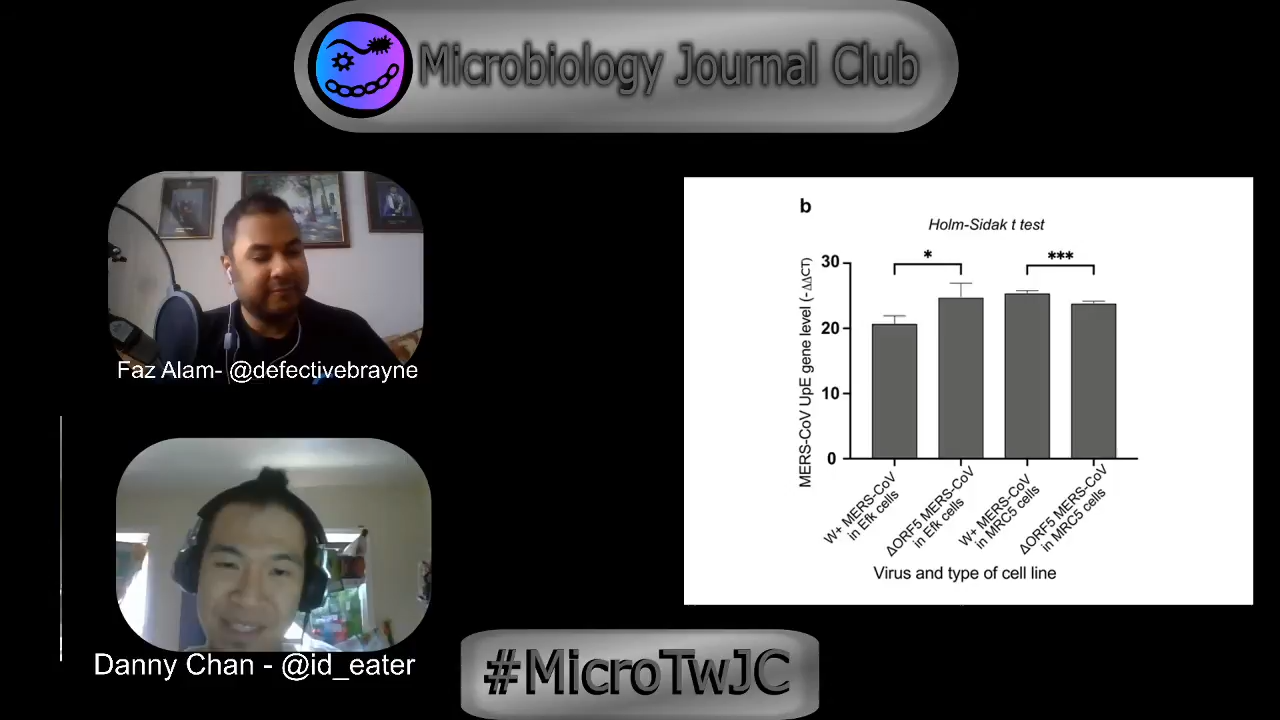 Microbiology Journal Club
Faz Alam- @defectivebrayne
Danny Chan - @id_eater
b
Holm-Sidak t test
*
***
MERS-CoV UpE gene level (-ΔΔCT)
30
20
10
0
W+ MERS-CoV
in Efk cells
ΔORF5 MERS-CoV
in Efk cells
W+ MERS-CoV
in MRC5 cells
ΔORF5 MERS-CoV
in MRC5 cells
Virus and type of cell line
#MicroTwJC